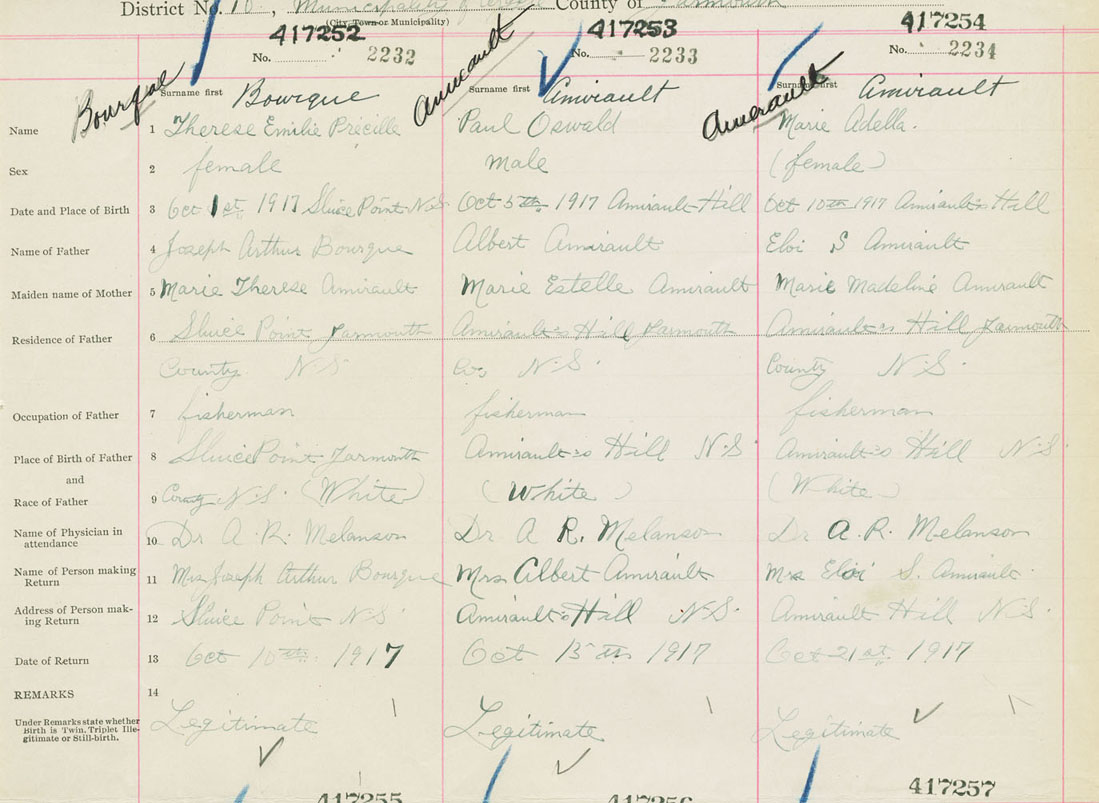 District No. 10, Municipality of County of Yarmouth
(City, Town or Municipality)
417252 417253 417254
No. 2232 No. 2233 No. 2234
Bourque Amirault Amirault
Surname first Bourque Surname first Amirault Surname first Amirault
Name 1 Therese Emilie Précille Paul Oswald Marie Adella.
Sex 2 female male (female)
Date and Place of Birth 3 Oct 1st 1917 Sluice Point N.S Oct 5th 1917 Amirault Hill Oct 10th 1917 Amirault's Hill
Name of Father 4 Joseph Arthur Bourque Albert Amirault Eloi S Amirault
Maiden name of Mother 5 Marie Therese Amirault Marie Estelle Amirault Marie Madeline Amirault
Residence of Father 6 Sluice Point Yarmouth Amirault's Hill Yarmouth Amirault's Hill Yarmouth
County N S Co N.S. County N.S.
Occupation of Father 7 fisherman fisherman fisherman
Place of Birth of Father 8 Sluice Point Yarmouth Amirault's Hill N.S Amirault's Hill N.S.
and
Race of Father 9 County N.S. (White) (White) (White)
Name of Physician in attendance 10 Dr A. R. Melanson Dr A R. Melanson Dr A. R. Melanson
Name of Person making Return 11 Mrs Joseph Arthur Bourque Mrs Albert Amirault Mrs Eloi S. Amirault
Address of Person making Return 12 Sluice Point N S Amirault's Hill N.S. Amirault Hill N S.
Date of Return 13 Oct 10th. 1917 Oct 15th 1917 Oct 21st 1917
REMARKS 14
Under Remarks state whether Birth is Twin, Triplet Illegitimate or Still-birth.
Legitimate Legitimate Legitimate
417255 417256 417257